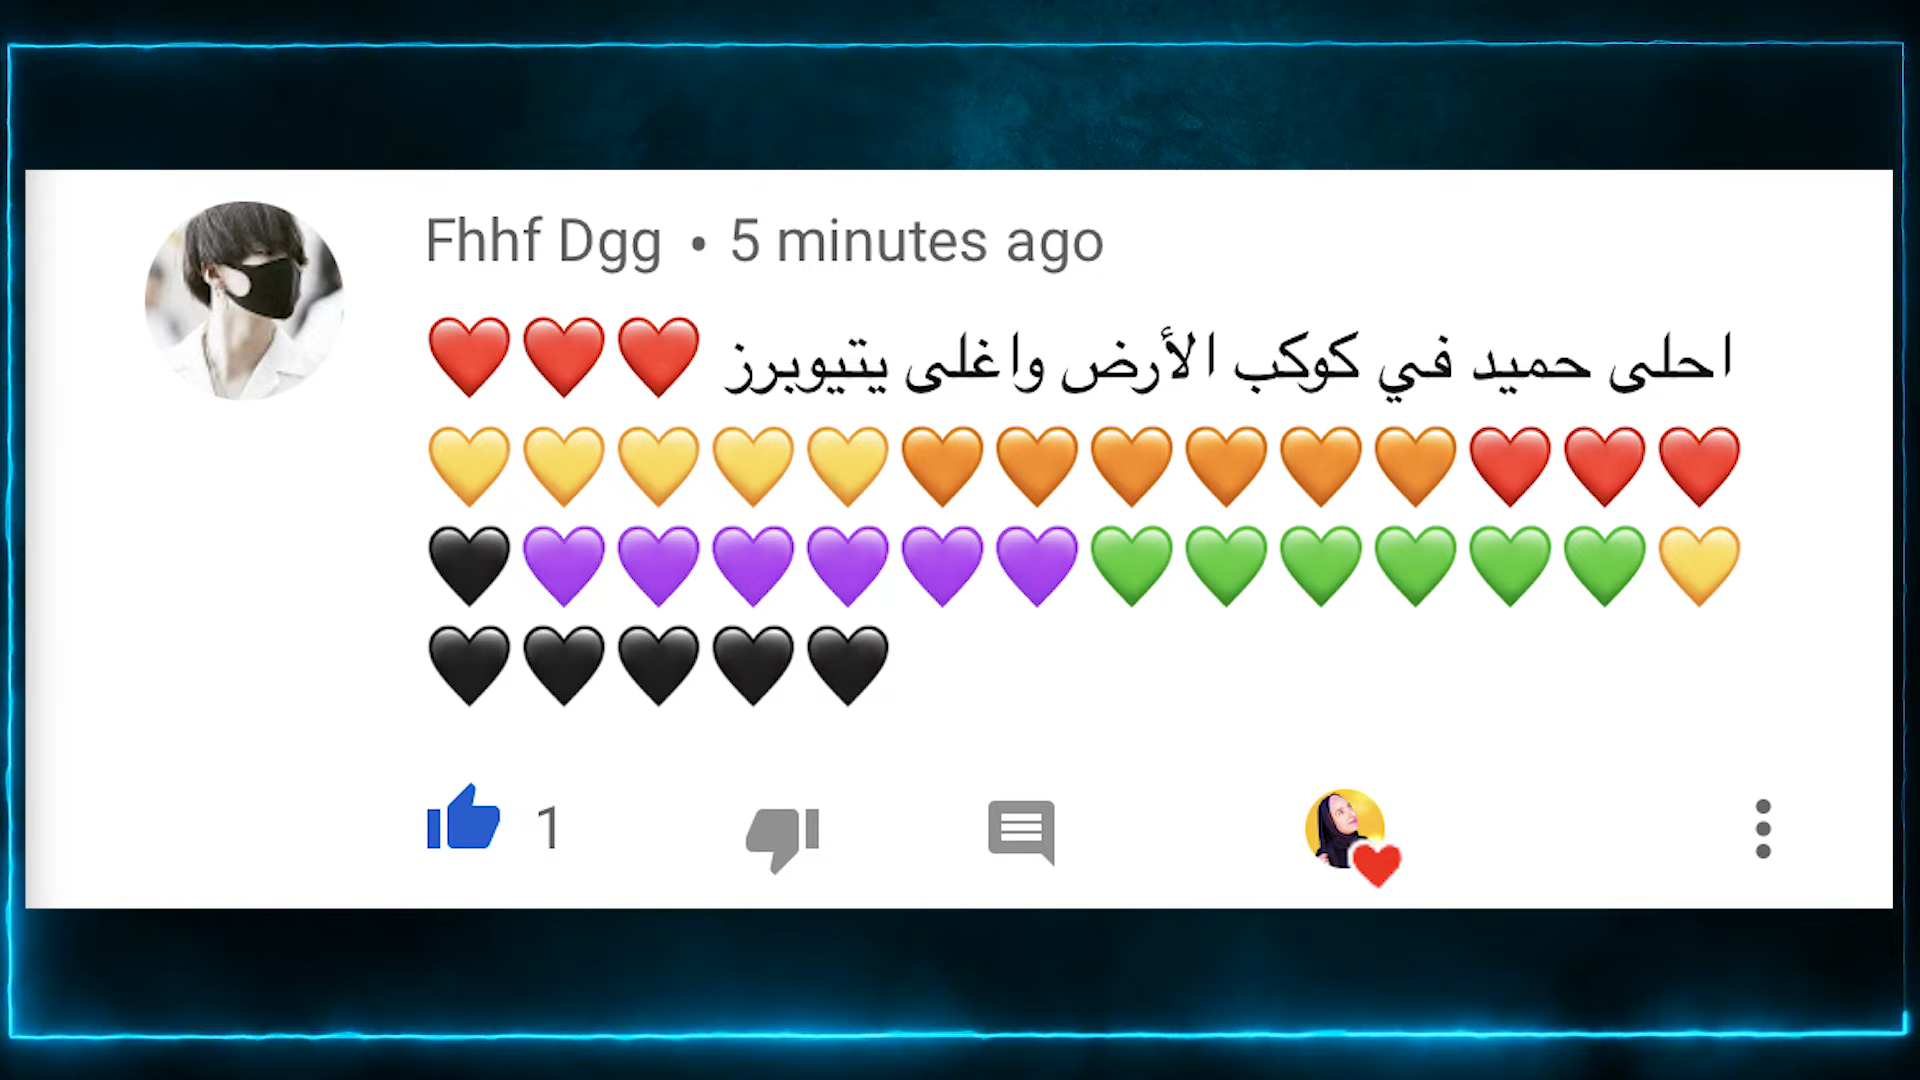 Fhhf Dgg • 5 minutes ago
احلى حميد في كوكب الأرض واغلى يتيوبرز ❤️❤️❤️
❤️❤️❤️🧡🧡🧡🧡🧡🧡💛💛💛💛💛
💛💚💚💚💚💚💚💜💜💜💜💜💜🖤
🖤🖤🖤🖤🖤
1